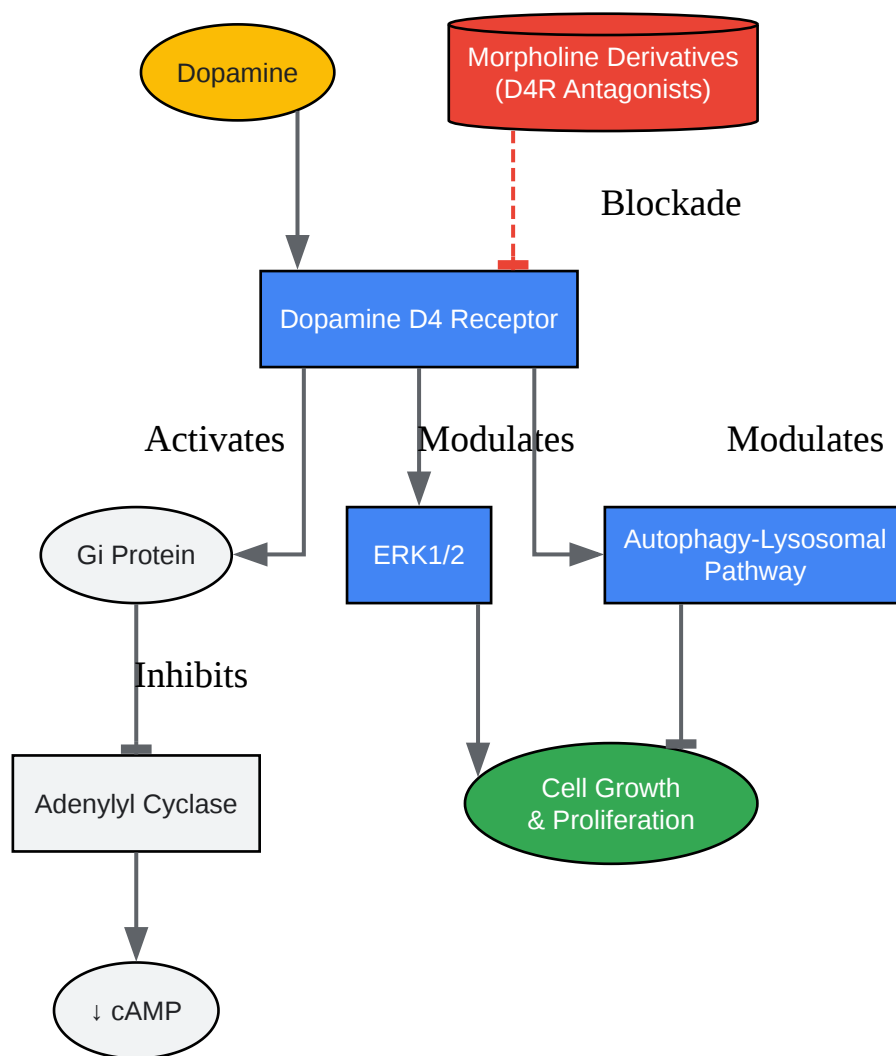 Dopamine
Morpholine Derivatives
(D4R Antagonists)
Blockade
Dopamine D4 Receptor
Activates
Modulates
Modulates
Gi Protein
ERK1/2
Autophagy-Lysosomal
Pathway
Inhibits
Adenylyl Cyclase
Cell Growth
& Proliferation
↓ cAMP